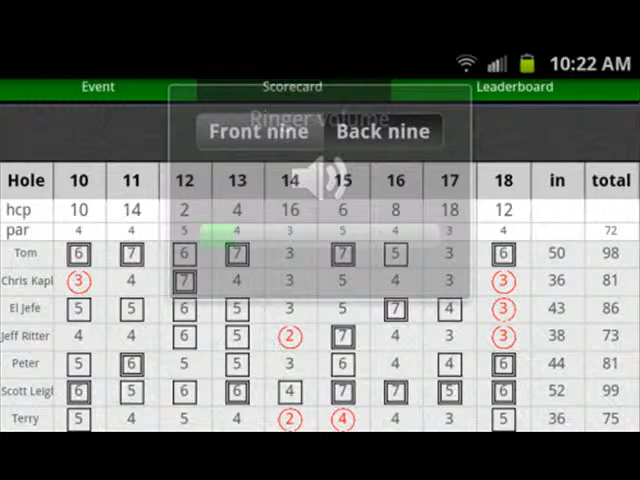 10:22 AM
Event Scorecard Leaderboard
Ringer volume
Front nine Back nine
Hole 10 11 12 13 14 15 16 17 18 in total
hcp 10 14 2 4 16 6 8 18 12
par 4 4 5 4 3 5 4 3 4 72
Tom 6 7 6 7 3 7 5 3 6 50 98
Chris Kapl 3 4 7 4 3 5 4 3 3 36 81
El Jefe 5 5 6 5 3 5 7 4 3 43 86
Jeff Ritter 4 4 6 5 2 7 4 3 3 38 73
Peter 5 6 5 5 3 6 4 4 6 44 81
Scott Leigl 6 5 6 6 4 7 7 5 6 52 99
Terry 5 4 5 4 2 4 4 3 5 36 75